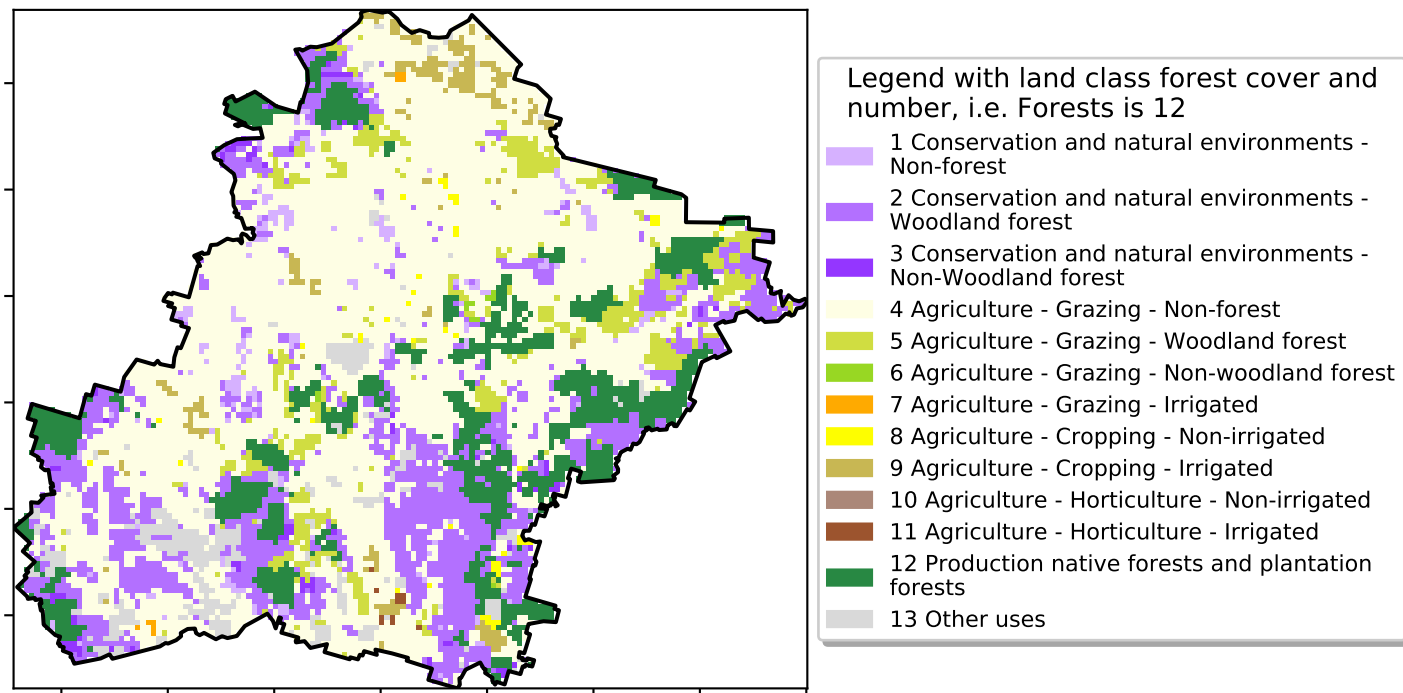 Legend with land class forest cover and
number, i.e. Forests is 12
1 Conservation and natural environments -
Non-forest
2 Conservation and natural environments -
Woodland forest
3 Conservation and natural environments -
Non-Woodland forest
4 Agriculture - Grazing - Non-forest
5 Agriculture - Grazing - Woodland forest
6 Agriculture - Grazing - Non-woodland forest
7 Agriculture - Grazing - Irrigated
8 Agriculture - Cropping - Non-irrigated
9 Agriculture - Cropping - Irrigated
10 Agriculture - Horticulture - Non-irrigated
11 Agriculture - Horticulture - Irrigated
12 Production native forests and plantation
forests
13 Other uses